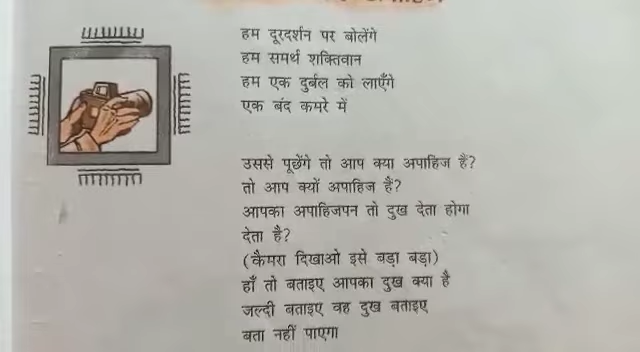 हम दूरदर्शन पर बोलेंगे
हम समर्थ शक्तिवान
हम एक दुर्बल को लाएँगे
एक बंद कमरे में
उससे पूछेंगे तो आप क्या अपाहिज हैं?
तो आप क्यों अपाहिज हैं?
आपका अपाहिजपन तो दुख देता होगा
देता है?
(कैमरा दिखाओ इसे बड़ा बड़ा)
हाँ तो बताइए आपका दुख क्या है
जल्दी बताइए वह दुख बताइए
बता नहीं पाएगा